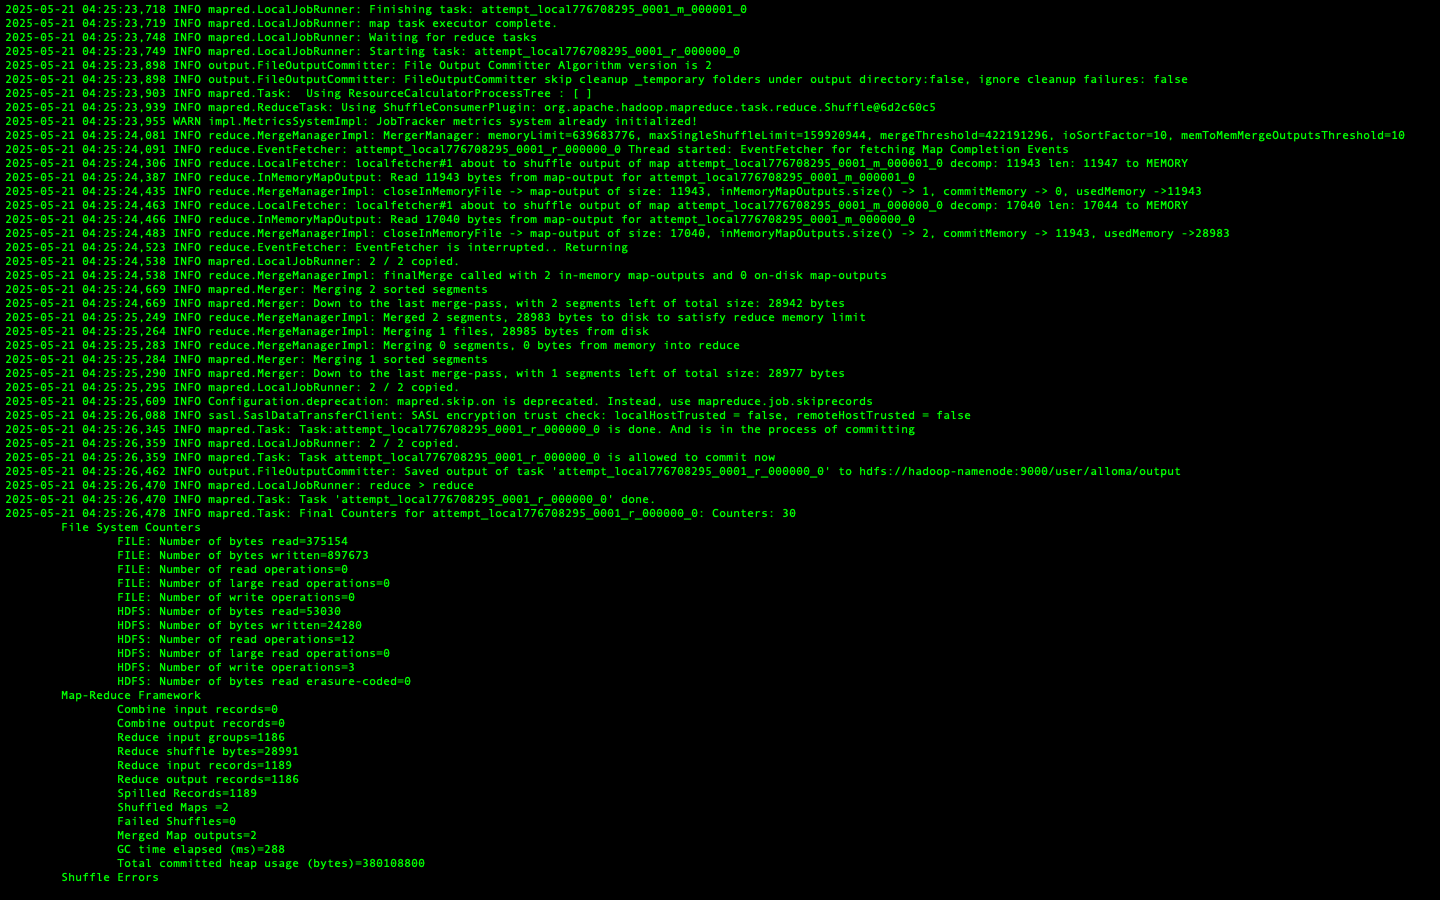 2025-05-21 04:25:23,718 INFO mapred.LocalJobRunner: Finishing task: attempt_local776708295_0001_m_000001_0
2025-05-21 04:25:23,719 INFO mapred.LocalJobRunner: map task executor complete.
2025-05-21 04:25:23,748 INFO mapred.LocalJobRunner: Waiting for reduce tasks
2025-05-21 04:25:23,749 INFO mapred.LocalJobRunner: Starting task: attempt_local776708295_0001_r_000000_0
2025-05-21 04:25:23,898 INFO output.FileOutputCommitter: File Output Committer Algorithm version is 2
2025-05-21 04:25:23,898 INFO output.FileOutputCommitter: FileOutputCommitter skip cleanup _temporary folders under output directory:false, ignore cleanup failures: false
2025-05-21 04:25:23,903 INFO mapred.Task:  Using ResourceCalculatorProcessTree : [ ]
2025-05-21 04:25:23,939 INFO mapred.ReduceTask: Using ShuffleConsumerPlugin: org.apache.hadoop.mapreduce.task.reduce.Shuffle@6d2c60c5
2025-05-21 04:25:23,955 WARN impl.MetricsSystemImpl: JobTracker metrics system already initialized!
2025-05-21 04:25:24,081 INFO reduce.MergeManagerImpl: MergerManager: memoryLimit=639683776, maxSingleShuffleLimit=159920944, mergeThreshold=422191296, ioSortFactor=10, memToMemMergeOutputsThreshold=10
2025-05-21 04:25:24,091 INFO reduce.EventFetcher: attempt_local776708295_0001_r_000000_0 Thread started: EventFetcher for fetching Map Completion Events
2025-05-21 04:25:24,306 INFO reduce.LocalFetcher: localfetcher#1 about to shuffle output of map attempt_local776708295_0001_m_000001_0 decomp: 11943 len: 11947 to MEMORY
2025-05-21 04:25:24,387 INFO reduce.InMemoryMapOutput: Read 11943 bytes from map-output for attempt_local776708295_0001_m_000001_0
2025-05-21 04:25:24,435 INFO reduce.MergeManagerImpl: closeInMemoryFile -> map-output of size: 11943, inMemoryMapOutputs.size() -> 1, commitMemory -> 0, usedMemory ->11943
2025-05-21 04:25:24,463 INFO reduce.LocalFetcher: localfetcher#1 about to shuffle output of map attempt_local776708295_0001_m_000000_0 decomp: 17040 len: 17044 to MEMORY
2025-05-21 04:25:24,466 INFO reduce.InMemoryMapOutput: Read 17040 bytes from map-output for attempt_local776708295_0001_m_000000_0
2025-05-21 04:25:24,483 INFO reduce.MergeManagerImpl: closeInMemoryFile -> map-output of size: 17040, inMemoryMapOutputs.size() -> 2, commitMemory -> 11943, usedMemory ->28983
2025-05-21 04:25:24,523 INFO reduce.EventFetcher: EventFetcher is interrupted.. Returning
2025-05-21 04:25:24,538 INFO mapred.LocalJobRunner: 2 / 2 copied.
2025-05-21 04:25:24,538 INFO reduce.MergeManagerImpl: finalMerge called with 2 in-memory map-outputs and 0 on-disk map-outputs
2025-05-21 04:25:24,669 INFO mapred.Merger: Merging 2 sorted segments
2025-05-21 04:25:24,669 INFO mapred.Merger: Down to the last merge-pass, with 2 segments left of total size: 28942 bytes
2025-05-21 04:25:25,249 INFO reduce.MergeManagerImpl: Merged 2 segments, 28983 bytes to disk to satisfy reduce memory limit
2025-05-21 04:25:25,264 INFO reduce.MergeManagerImpl: Merging 1 files, 28985 bytes from disk
2025-05-21 04:25:25,283 INFO reduce.MergeManagerImpl: Merging 0 segments, 0 bytes from memory into reduce
2025-05-21 04:25:25,284 INFO mapred.Merger: Merging 1 sorted segments
2025-05-21 04:25:25,290 INFO mapred.Merger: Down to the last merge-pass, with 1 segments left of total size: 28977 bytes
2025-05-21 04:25:25,295 INFO mapred.LocalJobRunner: 2 / 2 copied.
2025-05-21 04:25:25,609 INFO Configuration.deprecation: mapred.skip.on is deprecated. Instead, use mapreduce.job.skiprecords
2025-05-21 04:25:26,088 INFO sasl.SaslDataTransferClient: SASL encryption trust check: localHostTrusted = false, remoteHostTrusted = false
2025-05-21 04:25:26,345 INFO mapred.Task: Task:attempt_local776708295_0001_r_000000_0 is done. And is in the process of committing
2025-05-21 04:25:26,359 INFO mapred.LocalJobRunner: 2 / 2 copied.
2025-05-21 04:25:26,359 INFO mapred.Task: Task attempt_local776708295_0001_r_000000_0 is allowed to commit now
2025-05-21 04:25:26,462 INFO output.FileOutputCommitter: Saved output of task 'attempt_local776708295_0001_r_000000_0' to hdfs://hadoop-namenode:9000/user/alloma/output
2025-05-21 04:25:26,470 INFO mapred.LocalJobRunner: reduce > reduce
2025-05-21 04:25:26,470 INFO mapred.Task: Task 'attempt_local776708295_0001_r_000000_0' done.
2025-05-21 04:25:26,478 INFO mapred.Task: Final Counters for attempt_local776708295_0001_r_000000_0: Counters: 30
File System Counters
FILE: Number of bytes read=375154
FILE: Number of bytes written=897673
FILE: Number of read operations=0
FILE: Number of large read operations=0
FILE: Number of write operations=0
HDFS: Number of bytes read=53030
HDFS: Number of bytes written=24280
HDFS: Number of read operations=12
HDFS: Number of large read operations=0
HDFS: Number of write operations=3
HDFS: Number of bytes read erasure-coded=0
Map-Reduce Framework
Combine input records=0
Combine output records=0
Reduce input groups=1186
Reduce shuffle bytes=28991
Reduce input records=1189
Reduce output records=1186
Spilled Records=1189
Shuffled Maps =2
Failed Shuffles=0
Merged Map outputs=2
GC time elapsed (ms)=288
Total committed heap usage (bytes)=380108800
Shuffle Errors